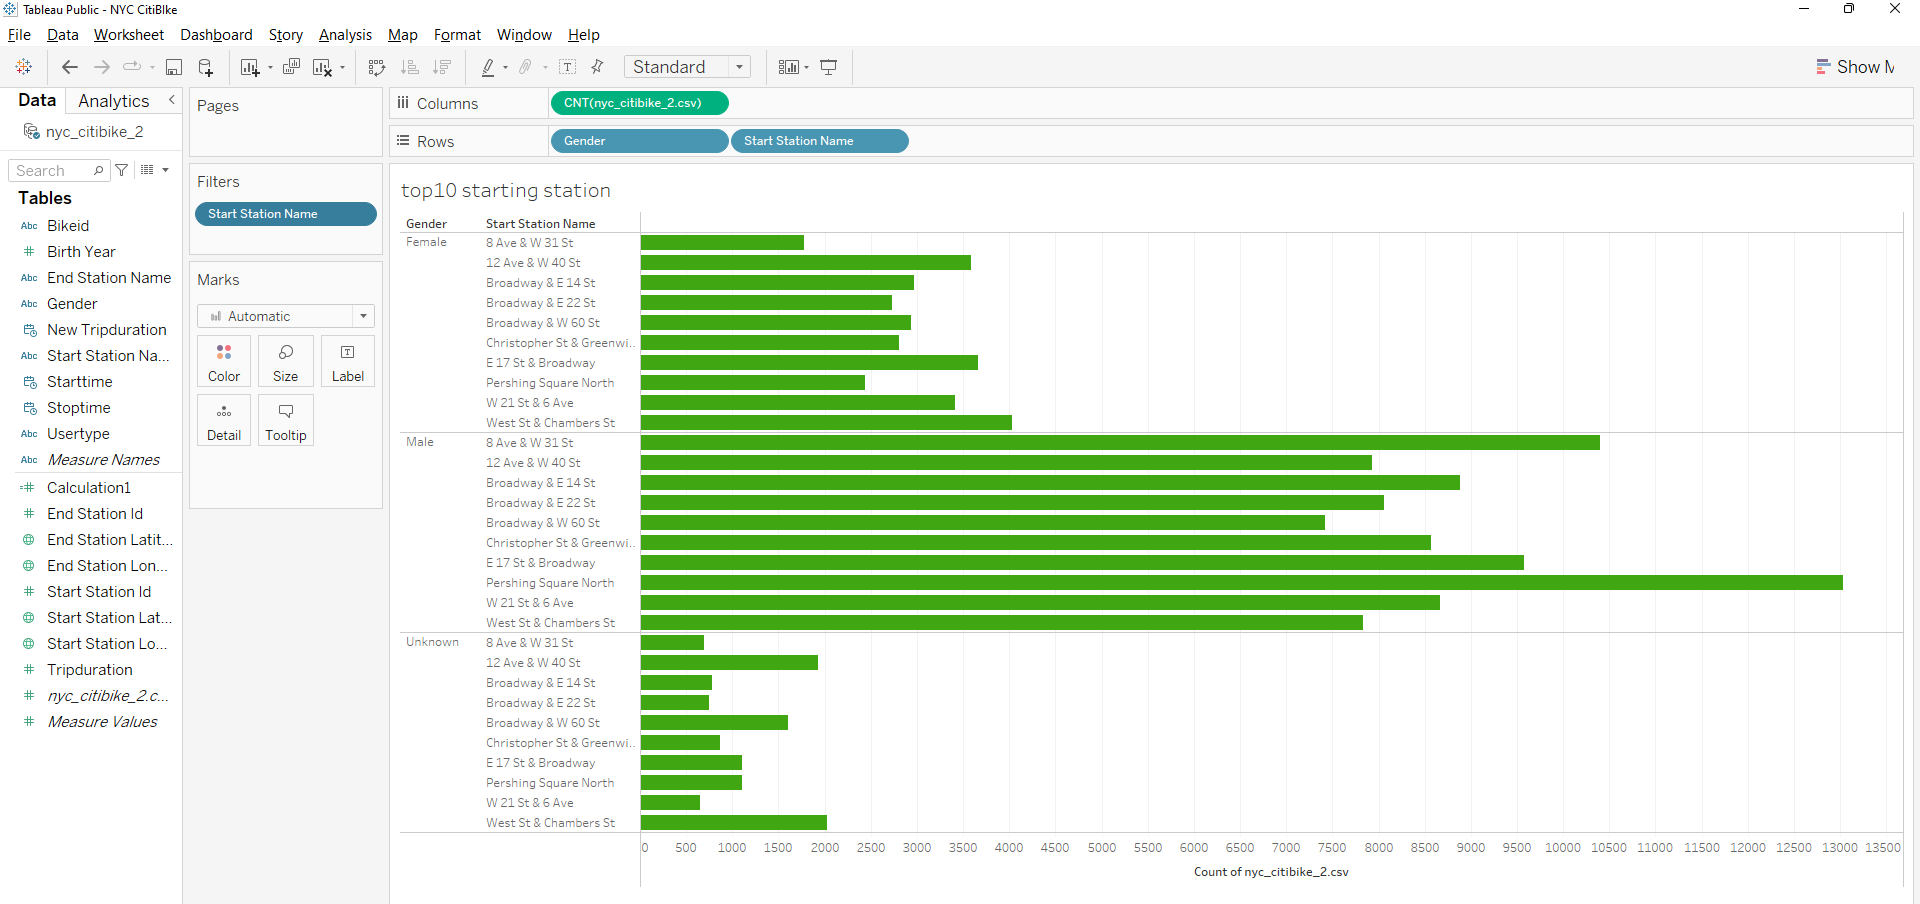 Tableau Public - NYC CitiBIke
File Data Worksheet Dashboard Story Analysis Map Format Window Help
Standard
Show M
Data Analytics
nyc_citibike_2
Search
Tables
Abc Bikeid
Birth Year
Abc End Station Name
Abc Gender
New Tripduration
Abc Start Station Na...
Starttime
Stoptime
Abc Usertype
Abc Measure Names
Calculation1
End Station Id
End Station Latit...
End Station Lon...
Start Station Id
Start Station Lat...
Start Station Lo...
Tripduration
nyc_citibike_2.c...
Measure Values
Pages
Filters
Start Station Name
Marks
Automatic
Color Size Label
Detail Tooltip
Columns CNT(nyc_citibike_2.csv)
Rows Gender Start Station Name
top10 starting station
Gender Start Station Name
Female 8 Ave & W 31 St
12 Ave & W 40 St
Broadway & E 14 St
Broadway & E 22 St
Broadway & W 60 St
Christopher St & Greenwi..
E 17 St & Broadway
Pershing Square North
W 21 St & 6 Ave
West St & Chambers St
Male 8 Ave & W 31 St
12 Ave & W 40 St
Broadway & E 14 St
Broadway & E 22 St
Broadway & W 60 St
Christopher St & Greenwi..
E 17 St & Broadway
Pershing Square North
W 21 St & 6 Ave
West St & Chambers St
Unknown 8 Ave & W 31 St
12 Ave & W 40 St
Broadway & E 14 St
Broadway & E 22 St
Broadway & W 60 St
Christopher St & Greenwi..
E 17 St & Broadway
Pershing Square North
W 21 St & 6 Ave
West St & Chambers St
0 500 1000 1500 2000 2500 3000 3500 4000 4500 5000 5500 6000 6500 7000 7500 8000 8500 9000 9500 10000 10500 11000 11500 12000 12500 13000 13500
Count of nyc_citibike_2.csv